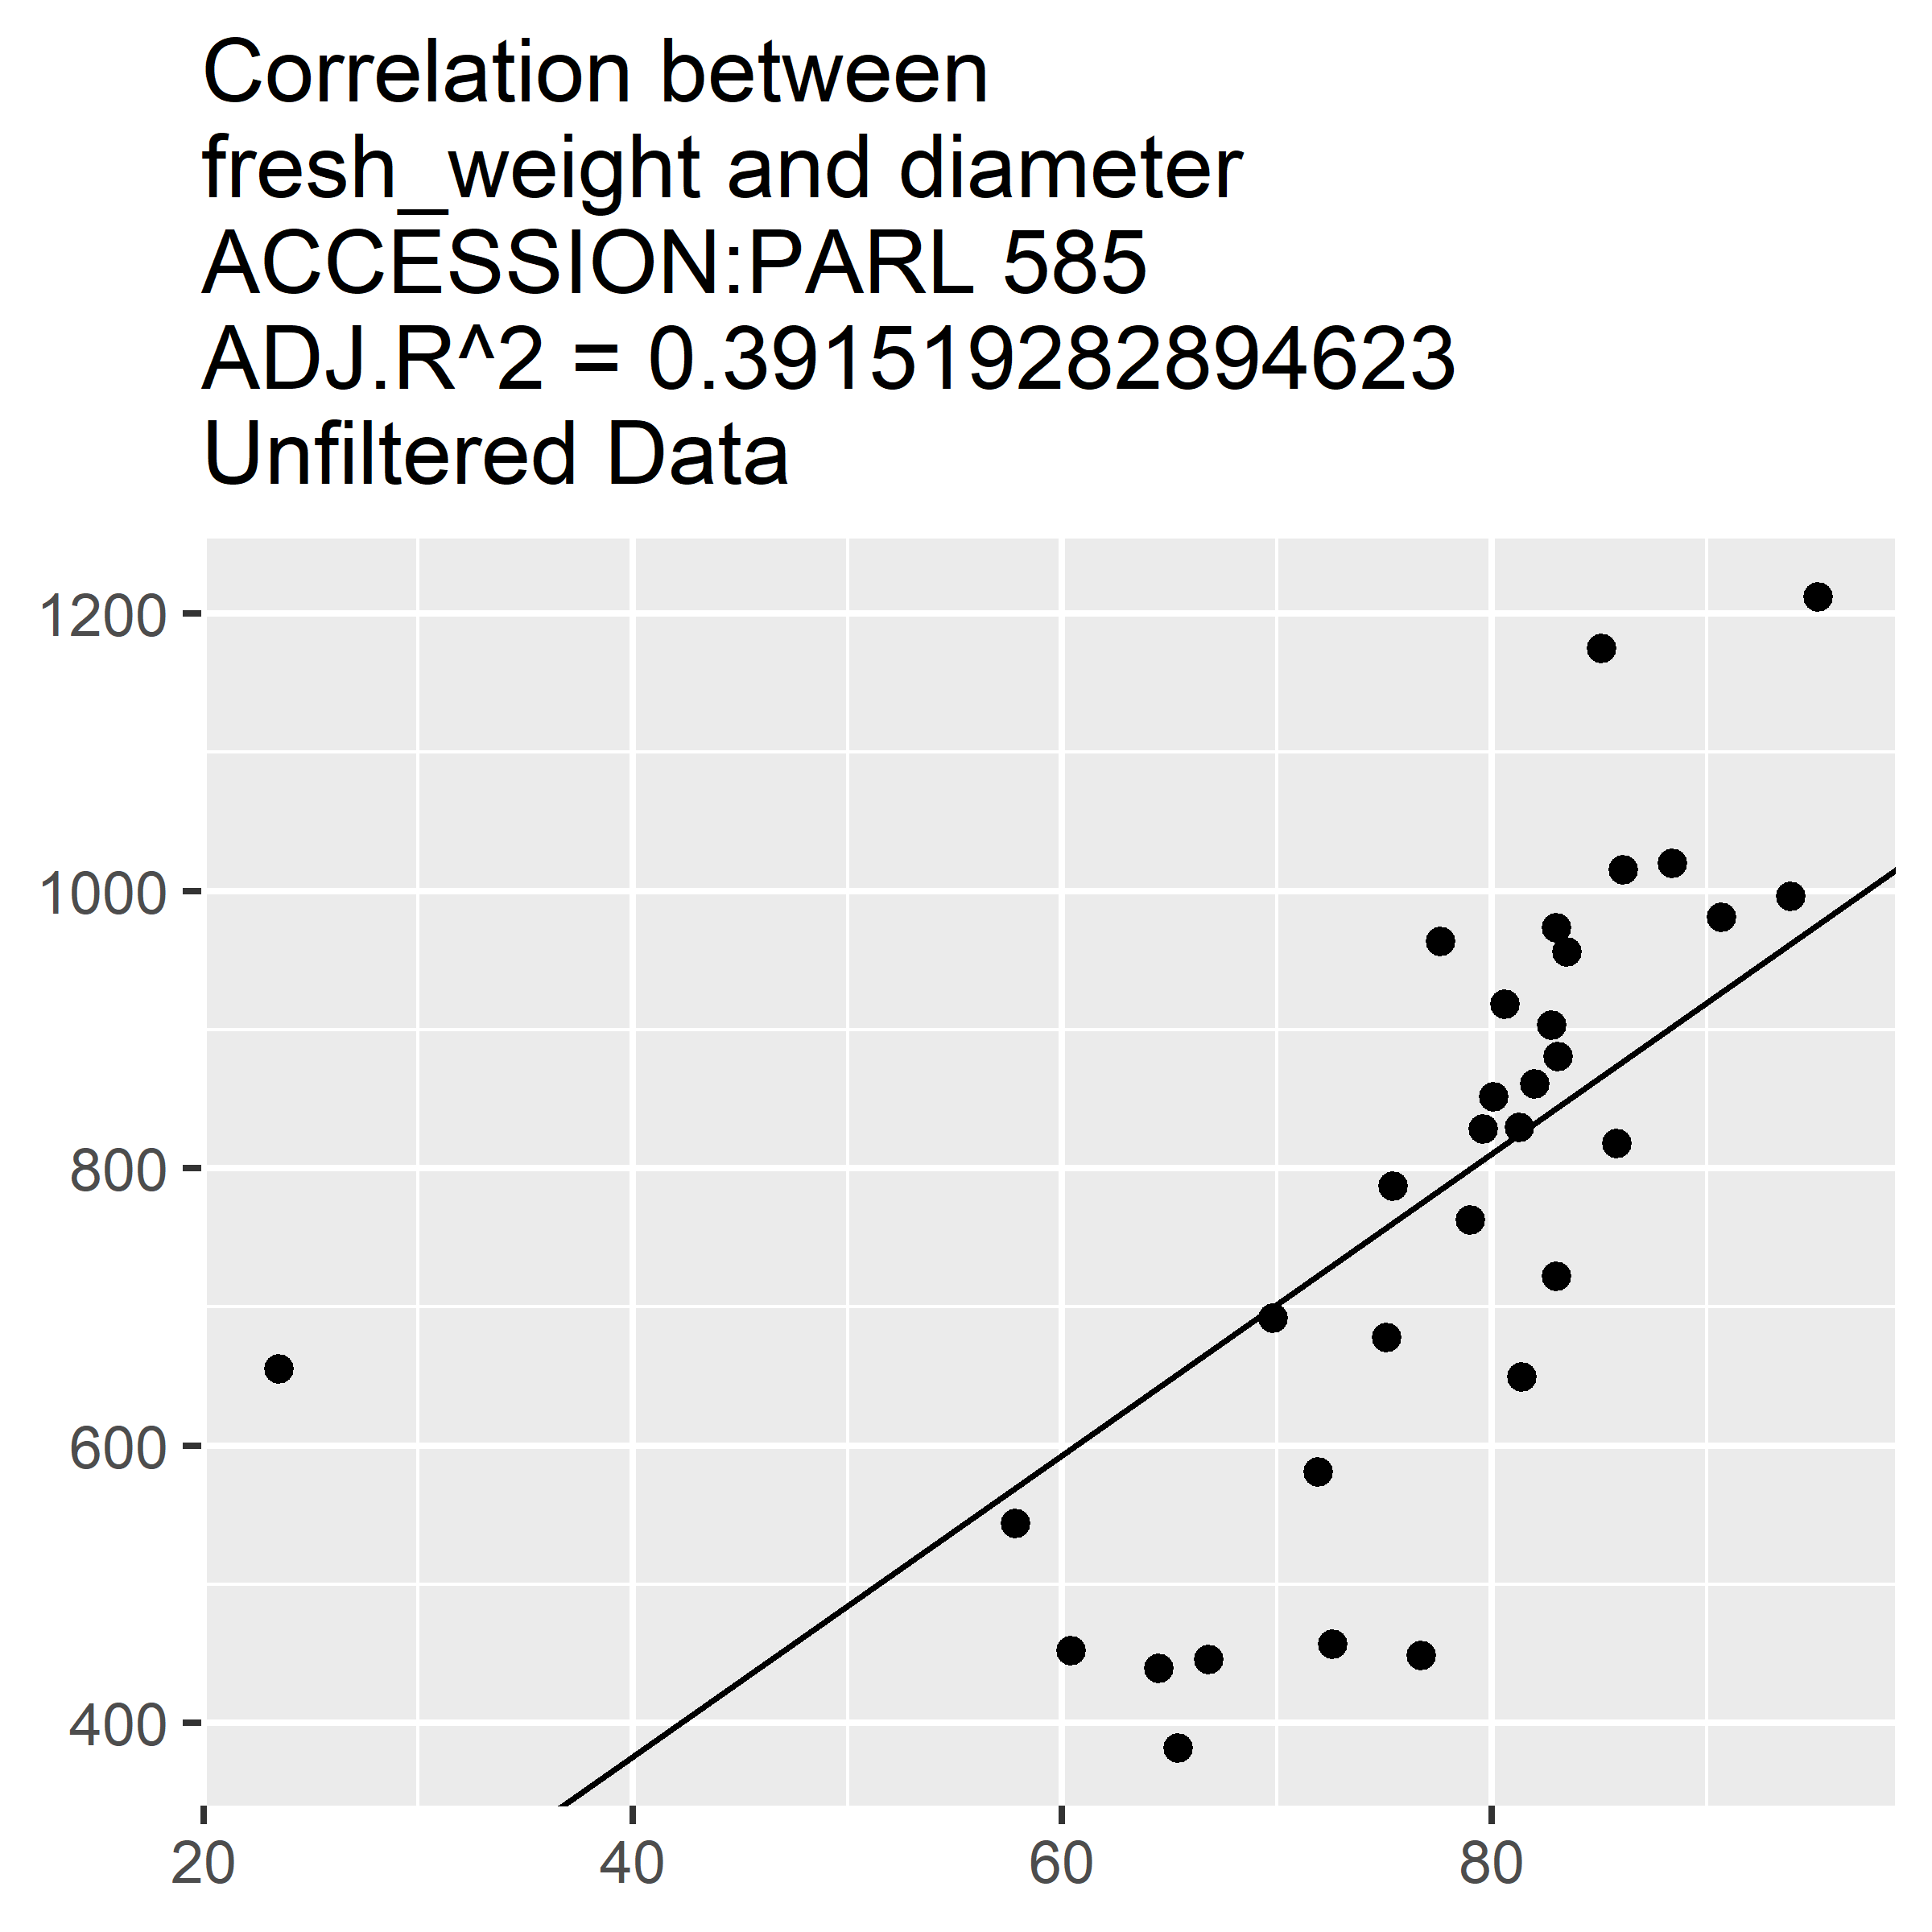 Correlation between
fresh_weight and diameter
ACCESSION:PARL 585
ADJ.R^2 = 0.391519282894623
Unfiltered Data
1200
1000
800
600
400
20 40 60 80